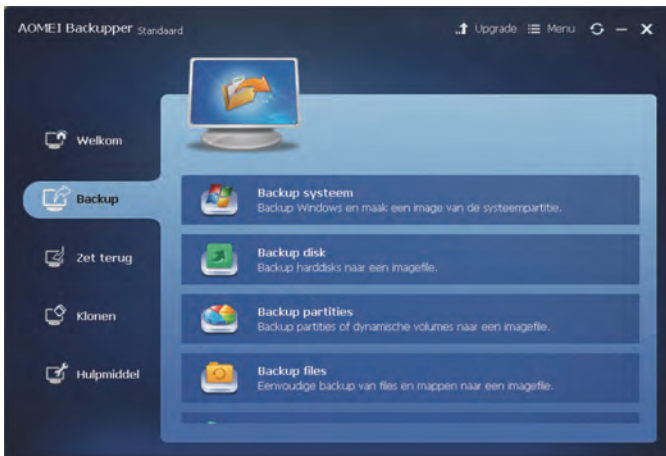 AOMEI Backupper Standaard
Upgrade Menu
Welkom
Backup
Zet terug
Klonen
Hulpmiddel
Backup systeem
Backup Windows en maak een image van de systeempartitie.
Backup disk
Backup harddisks naar een imagefile.
Backup partities
Backup partities of dynamische volumes naar een imagefile.
Backup files
Eenvoudige backup van files en mappen naar een imagefile.